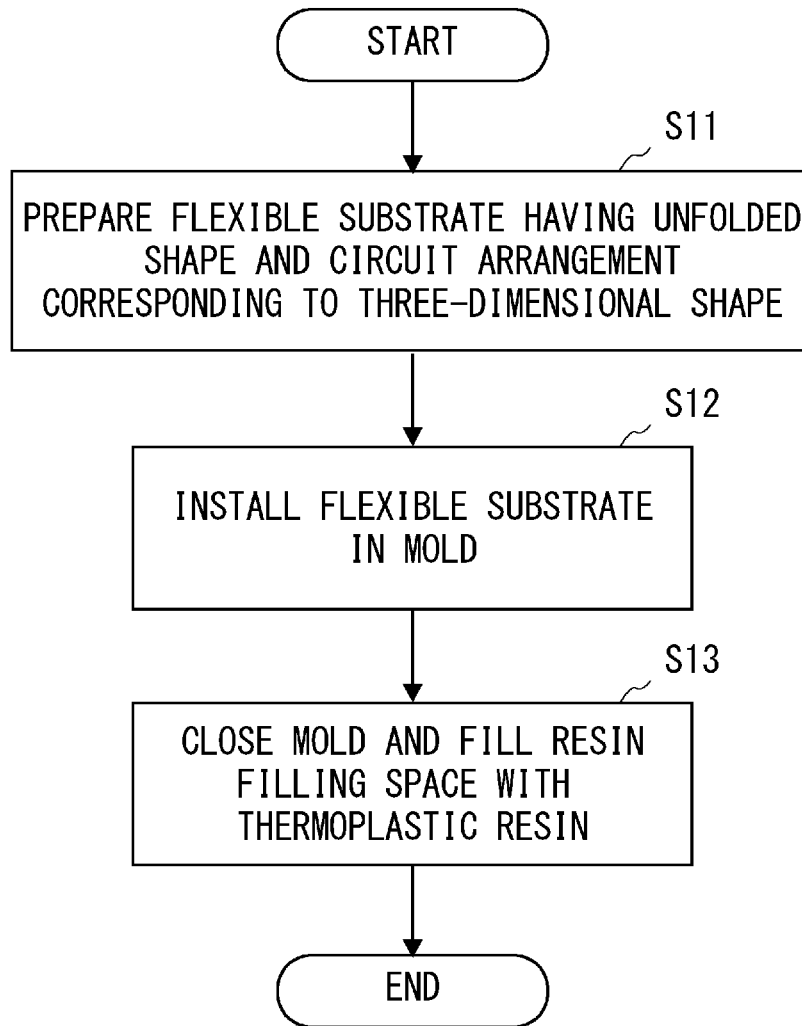 START
S11
PREPARE FLEXIBLE SUBSTRATE HAVING UNFOLDED
SHAPE AND CIRCUIT ARRANGEMENT
CORRESPONDING TO THREE-DIMENSIONAL SHAPE
S12
INSTALL FLEXIBLE SUBSTRATE
IN MOLD
S13
CLOSE MOLD AND FILL RESIN
FILLING SPACE WITH
THERMOPLASTIC RESIN
END